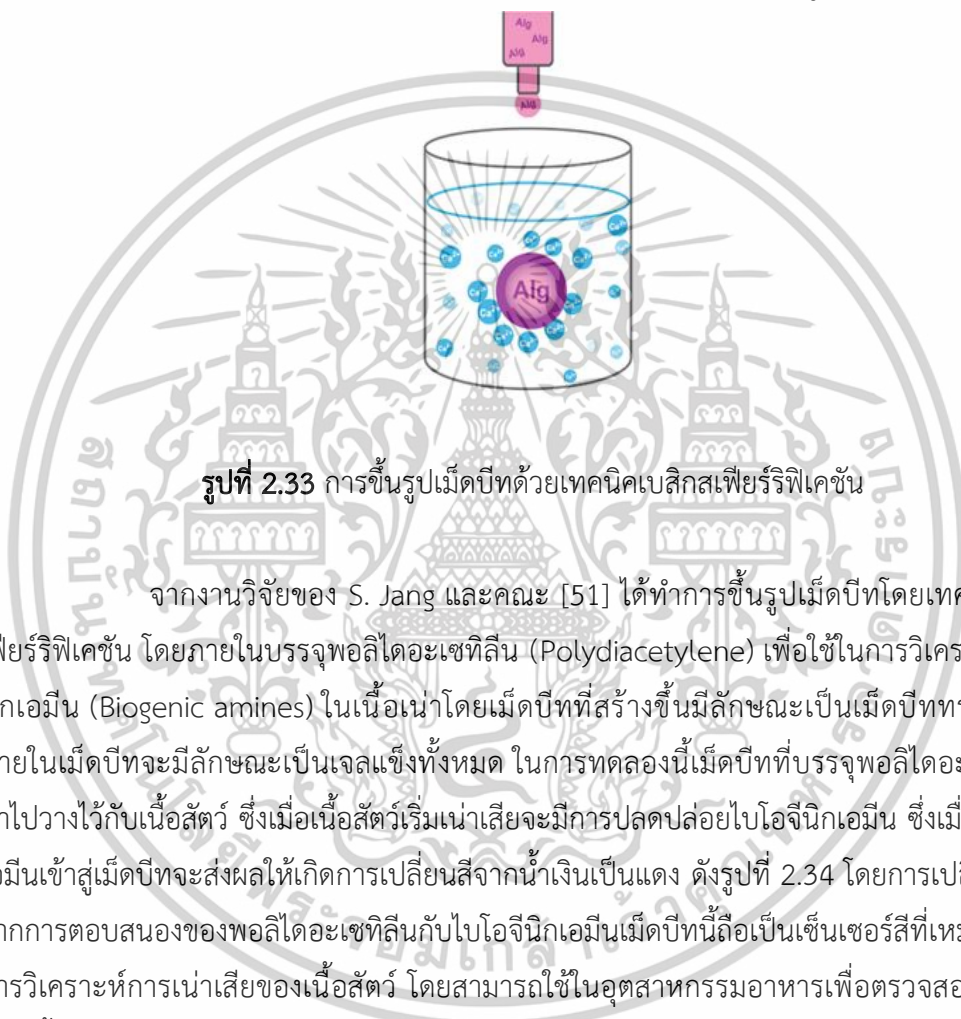 Alg
Alg
Alg
Alg
Ca²⁺
Ca²⁺
Ca²⁺
Ca²⁺
Ca²⁺
Alg
Ca²⁺
Ca²⁺
Ca²⁺
Ca²⁺
Ca²⁺
รูปที่ 2.33 การขึ้นรูปเม็ดบีทด้วยเทคนิคเบสิกสเฟียร์ริฟิเคชัน
จากงานวิจัยของ S. Jang และคณะ [51] ได้ทำการขึ้นรูปเม็ดบีทโดยเทค
ฟียร์ริฟิเคชัน โดยภายในบรรจุพอลิไดอะเซทิลีน (Polydiacetylene) เพื่อใช้ในการวิเคร
กเอมีน (Biogenic amines) ในเนื้อเน่าโดยเม็ดบีทที่สร้างขึ้นมีลักษณะเป็นเม็ดบีททร
ายในเม็ดบีทจะมีลักษณะเป็นเจลแข็งทั้งหมด ในการทดลองนี้เม็ดบีทที่บรรจุพอลิไดอะ
าไปวางไว้กับเนื้อสัตว์ ซึ่งเมื่อเนื้อสัตว์เริ่มเน่าเสียจะมีการปลดปล่อยไบโอจีนิกเอมีน ซึ่งเมื่
อมีนเข้าสู่เม็ดบีทจะส่งผลให้เกิดการเปลี่ยนสีจากน้ำเงินเป็นแดง ดังรูปที่ 2.34 โดยการเปลี
ากการตอบสนองของพอลิไดอะเซทิลีนกับไบโอจีนิกเอมีนเม็ดบีทนี้ถือเป็นเซ็นเซอร์สีที่เหม
ารวิเคราะห์การเน่าเสียของเนื้อสัตว์ โดยสามารถใช้ในอุตสาหกรรมอาหารเพื่อตรวจสอ